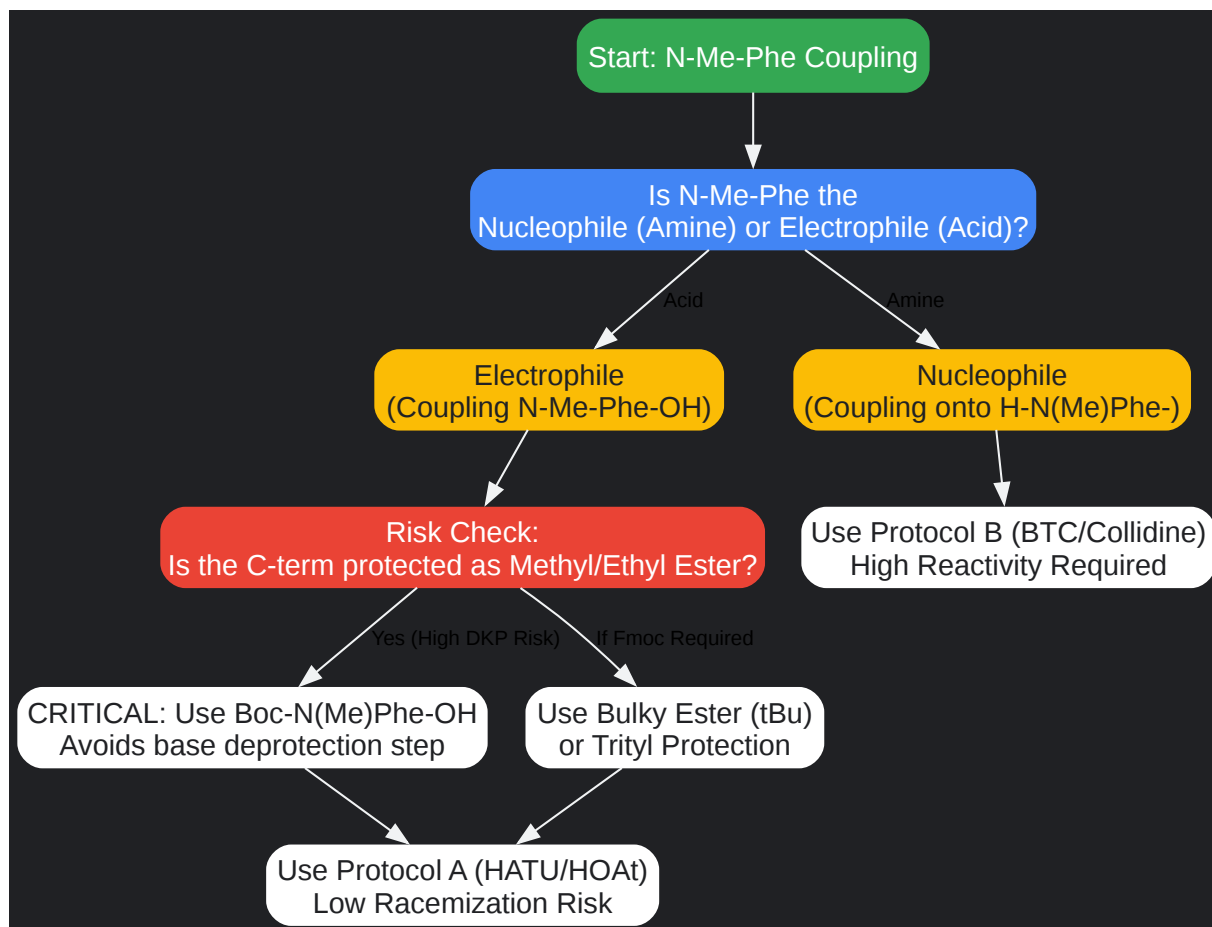 Start: N-Me-Phe Coupling
Is N-Me-Phe the
Nucleophile (Amine) or Electrophile (Acid)?
Acid
Amine
Electrophile
(Coupling N-Me-Phe-OH)
Nucleophile
(Coupling onto H-N(Me)Phe-)
Risk Check:
Is the C-term protected as Methyl/Ethyl Ester?
Use Protocol B (BTC/Collidine)
High Reactivity Required
Yes (High DKP Risk)
If Fmoc Required
CRITICAL: Use Boc-N(Me)Phe-OH
Avoids base deprotection step
Use Bulky Ester (tBu)
or Trityl Protection
Use Protocol A (HATU/HOAt)
Low Racemization Risk